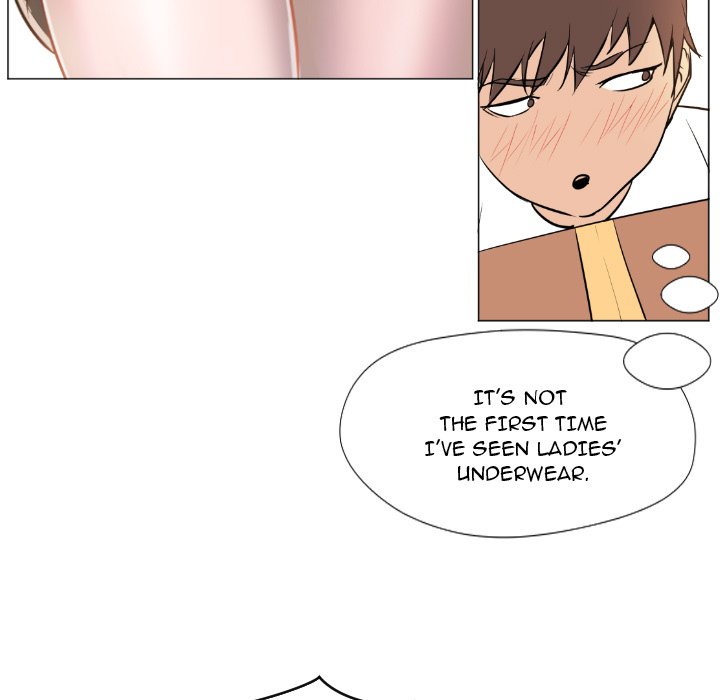 IT'S NOT
THE FIRST TIME
I'VE SEEN LADIES'
UNDERWEAR.